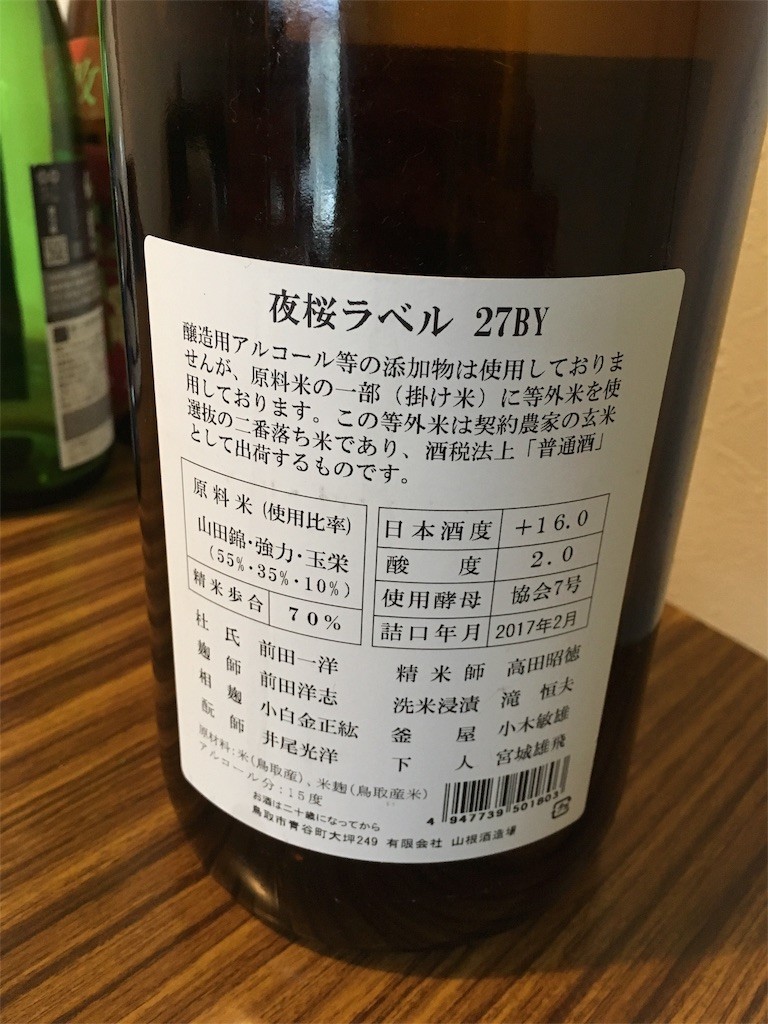 夜桜ラベル 27BY
醸造用アルコール等の添加物は使用しておりま
せんが、原料米の一部（掛け米）に等外米を使
用しております。この等外米は契約農家の玄米
選抜の二番落ち米であり、酒税法上「普通酒」
として出荷するものです。
原料米（使用比率）
山田錦・強力・玉栄
（55%・35%・10%）
精米歩合 70%
日本酒度 +16.0
酸度 2.0
使用酵母 協会7号
詰口年月 2017年2月
杜氏 前田一洋
麹師 前田洋志
相麹 小白金正紘
酛師 井尾光洋
精米師 高田昭徳
洗米浸漬 滝恒夫
釜屋 小木敏雄
下人 宮城雄飛
原材料：米（鳥取産）、米麹（鳥取産米）
アルコール分：15度
お酒は二十歳になってから
鳥取市青谷町大坪249 有限会社 山根酒造場
4 947739 501803